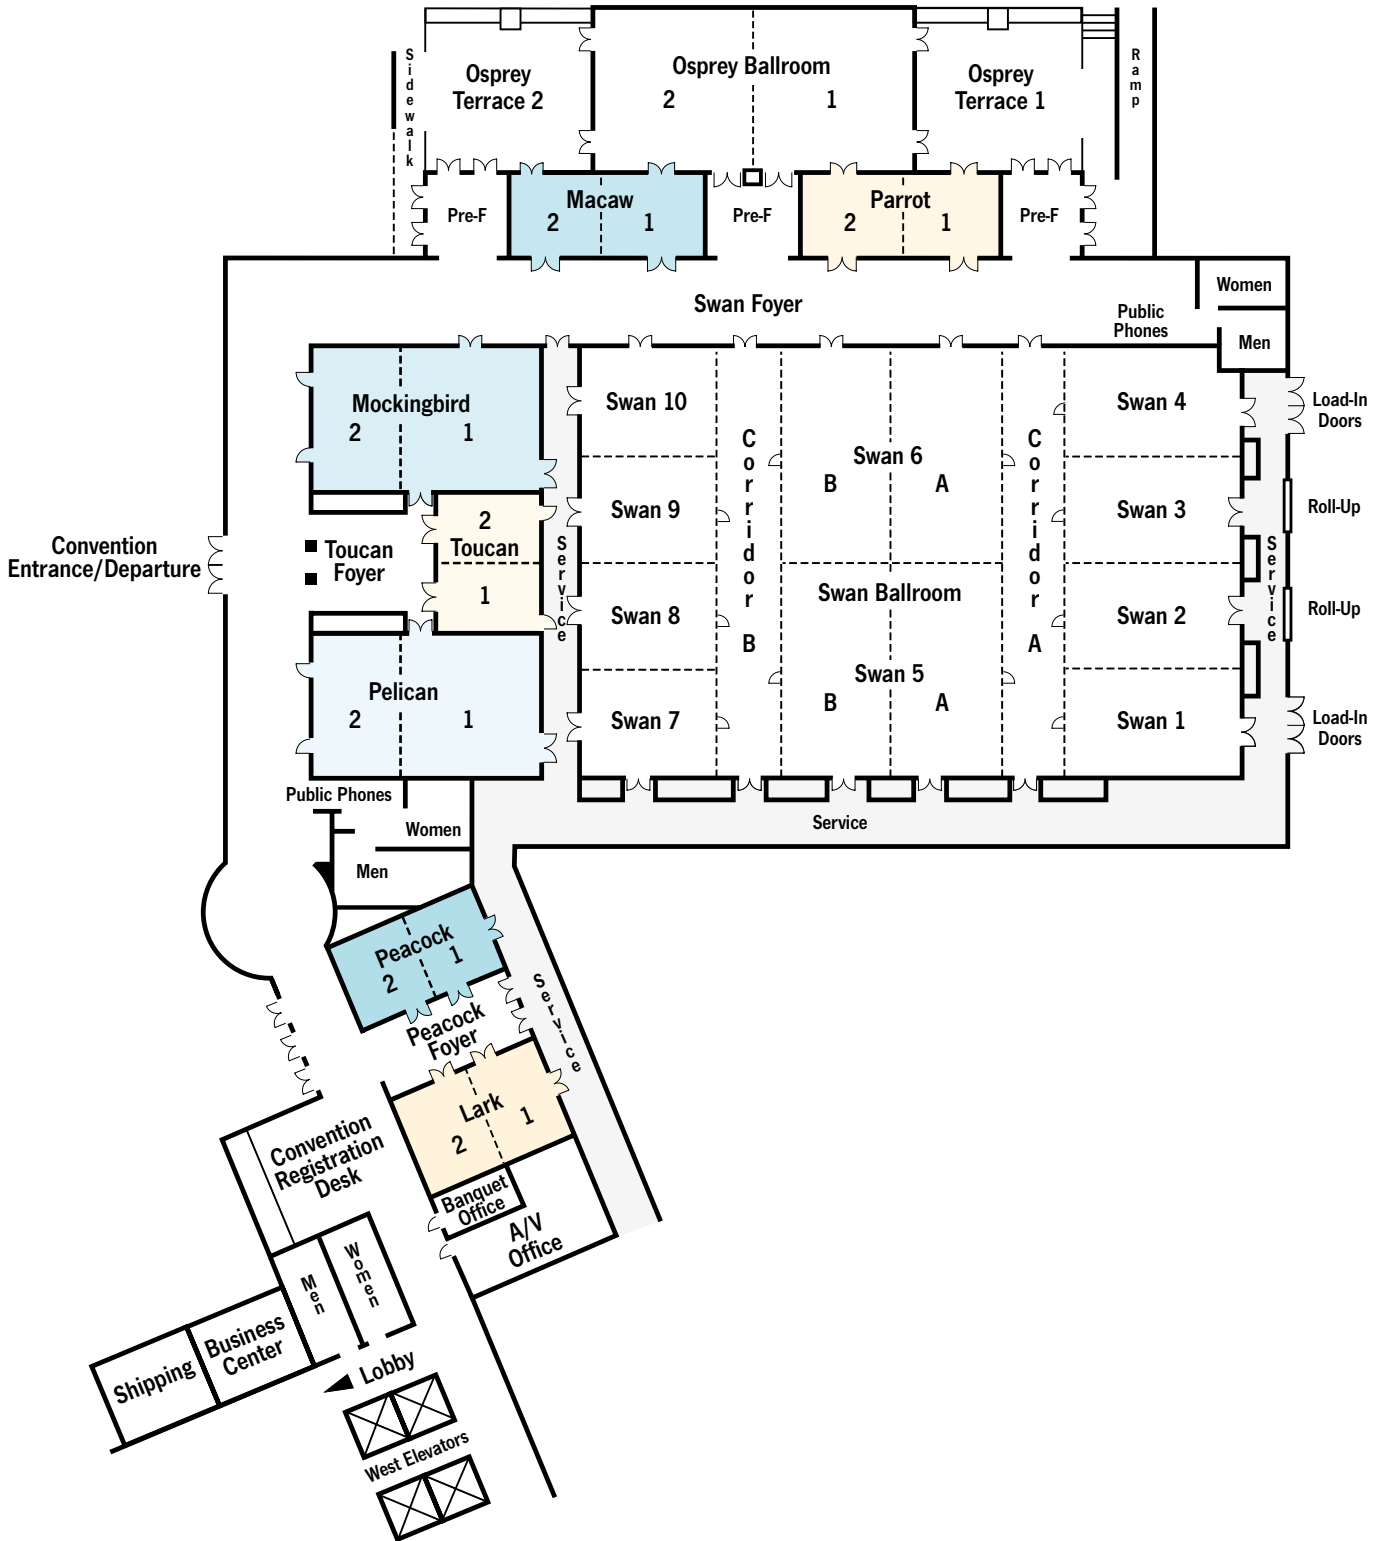 Sidewalk
Osprey
Terrace 2
Osprey Ballroom
2
1
Osprey
Terrace 1
Ramp
Pre-F
Macaw
2
1
Pre-F
Parrot
2
1
Pre-F
Swan Foyer
Women
Public
Phones
Men
Mockingbird
2
1
Swan 10
Swan 9
Swan 8
Swan 7
Corridor
B
Swan 6
B
A
Swan Ballroom
Swan 5
B
A
Corridor
A
Swan 4
Swan 3
Swan 2
Swan 1
Load-In
Doors
Roll-Up
Service
Roll-Up
Load-In
Doors
Convention
Entrance/Departure
Toucan
Foyer
2
Toucan
1
Service
Pelican
2
1
Public Phones
Women
Men
Service
Peacock
2
1
Peacock
Foyer
Service
Lark
2
1
Convention
Registration
Desk
Banquet
Office
A/V
Office
Men
Women
Shipping
Business
Center
Lobby
West Elevators